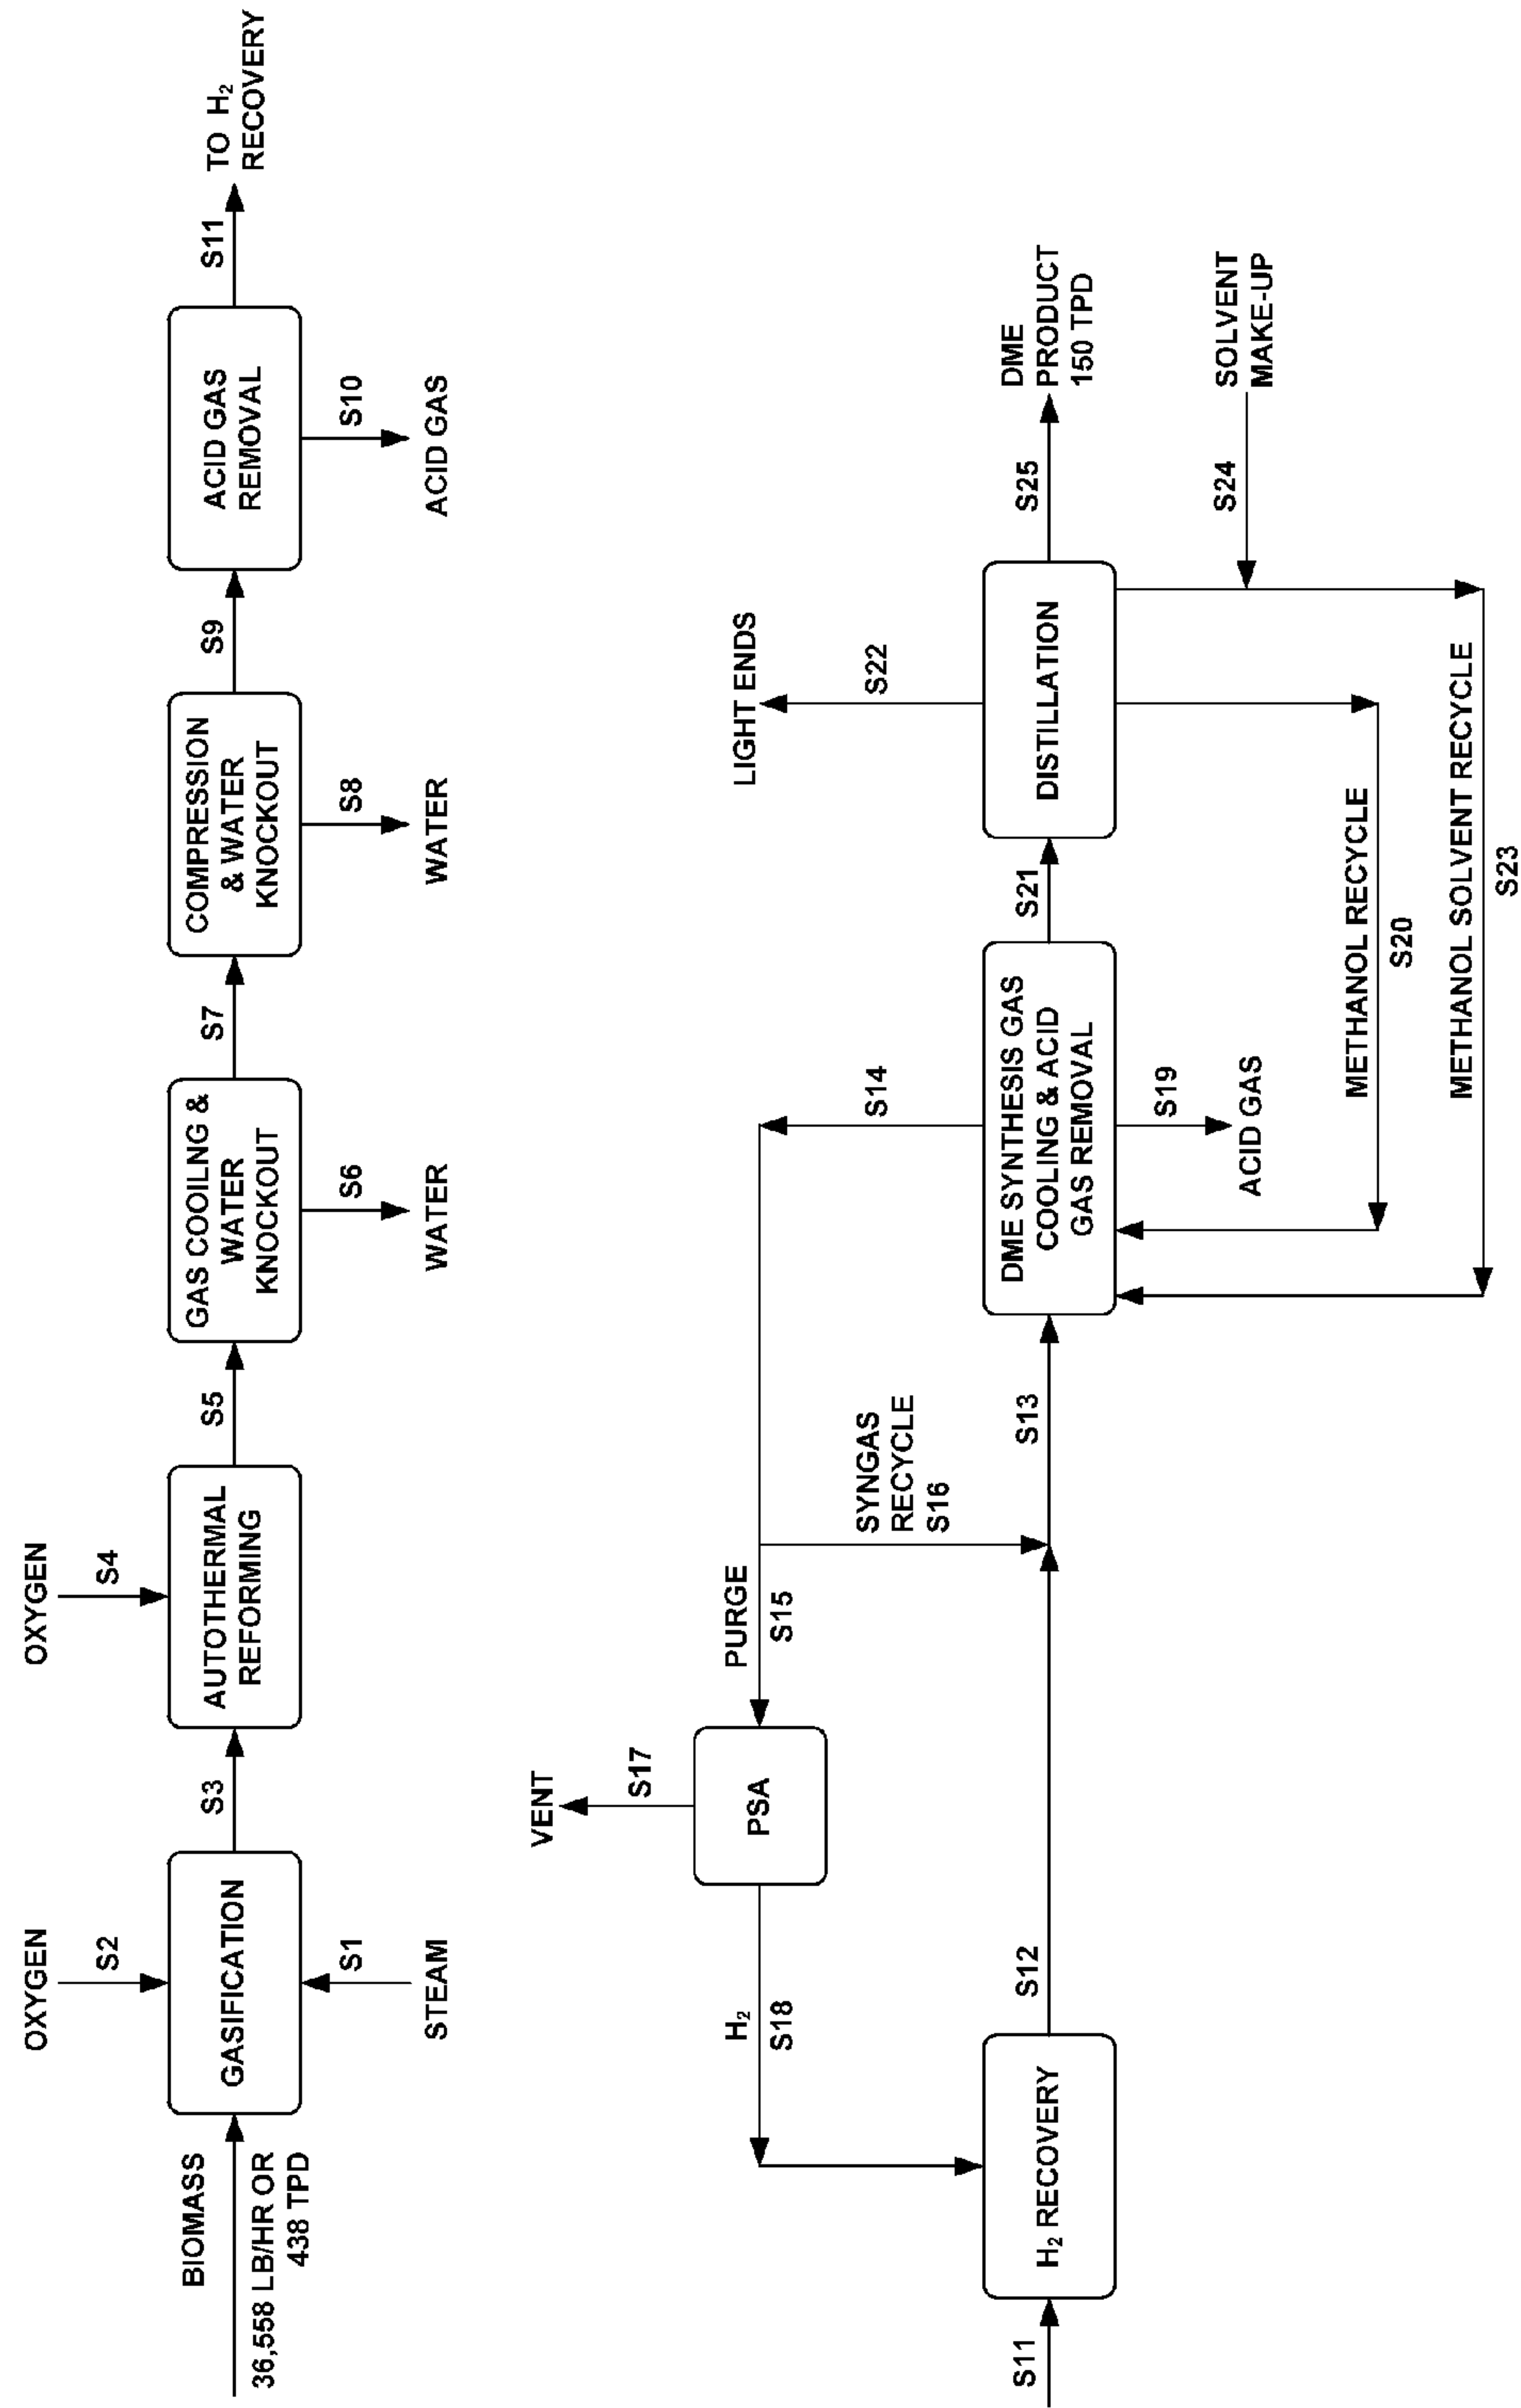 BIOMASS
36,558 LB/HR OR
438 TPD
OXYGEN
S2
GASIFICATION
S1
STEAM
S3
OXYGEN
S4
AUTOTHERMAL
REFORMING
S5
GAS COOILNG &
WATER
KNOCKOUT
S6
WATER
S7
COMPRESSION
& WATER
KNOCKOUT
S8
WATER
S9
ACID GAS
REMOVAL
S10
ACID GAS
S11
TO H₂
RECOVERY
S11
H₂ RECOVERY
H₂
S18
VENT
S17
PSA
PURGE
S15
S12
SYNGAS
RECYCLE
S16
S13
S14
DME SYNTHESIS GAS
COOLING & ACID
GAS REMOVAL
S19
ACID GAS
S21
LIGHT ENDS
S22
DISTILLATION
S25
DME
PRODUCT
150 TPD
SOLVENT
MAKE-UP
S24
METHANOL RECYCLE
S20
METHANOL SOLVENT RECYCLE
S23